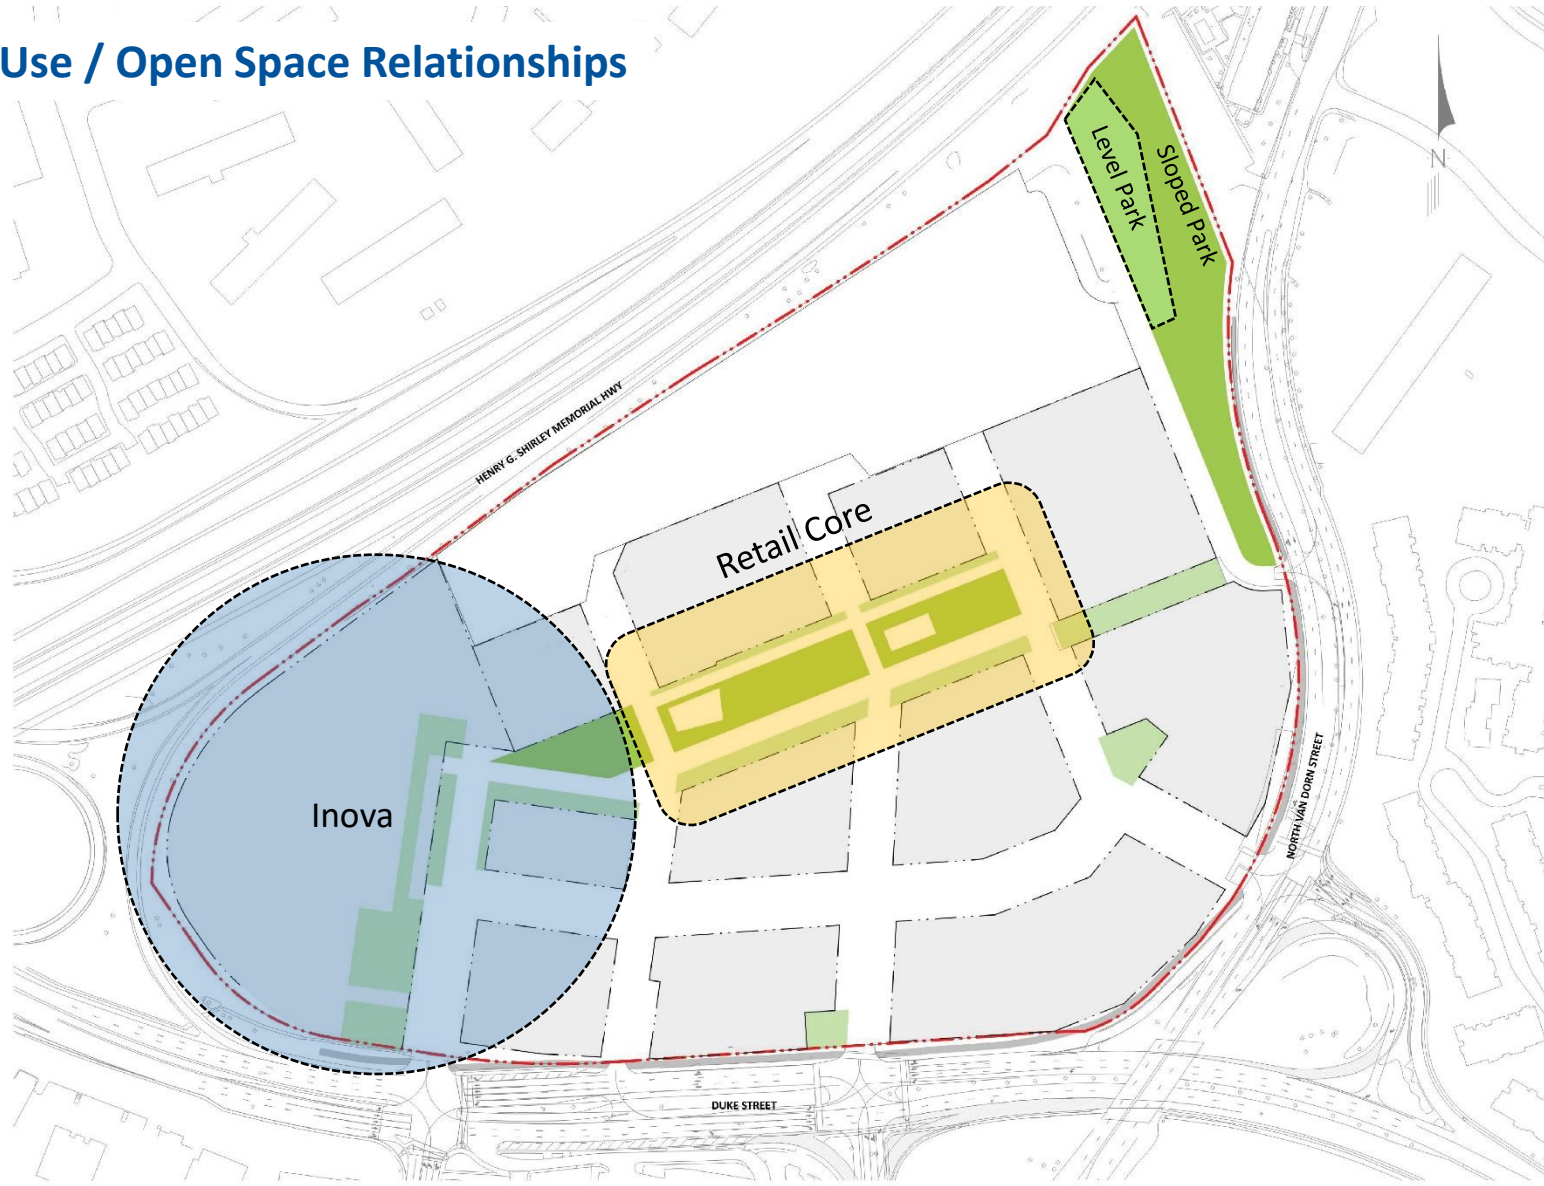 Use / Open Space Relationships
Level Park
Sloped Park
N
HENRY G. SHIRLEY MEMORIAL HWY
Retail Core
Inova
NORTH VAN DORN STREET
DUKE STREET